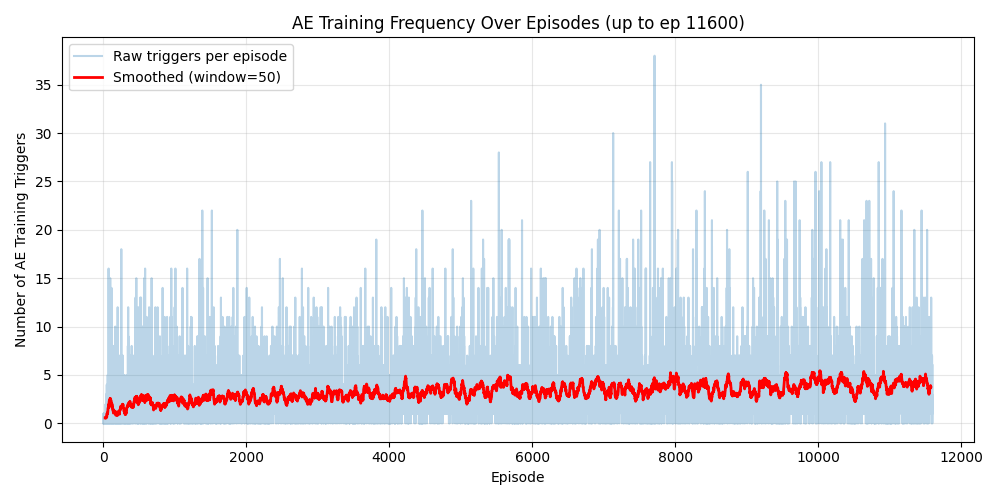 AE Training Frequency Over Episodes (up to ep 11600)
Raw triggers per episode
Smoothed (window=50)
Number of AE Training Triggers
35
30
25
20
15
10
5
0
0 2000 4000 6000 8000 10000 12000
Episode